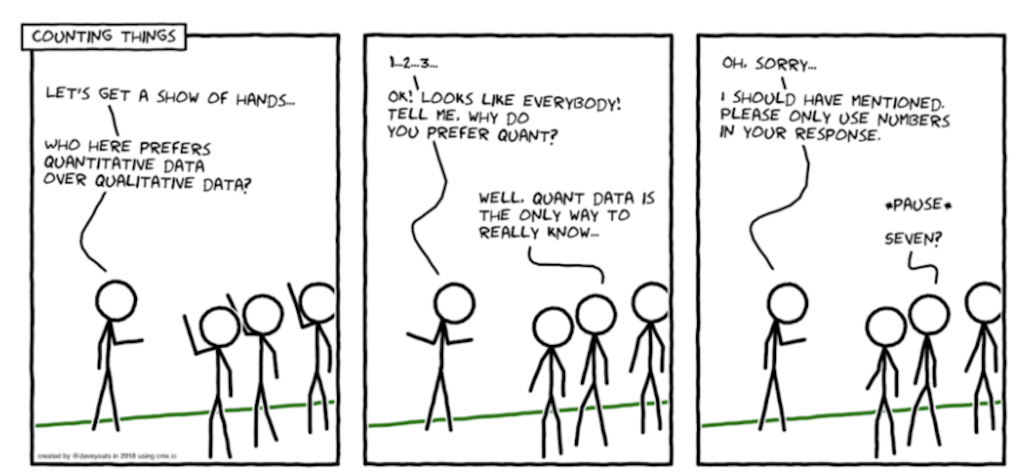 COUNTING THINGS
LET'S GET A SHOW OF HANDS...
WHO HERE PREFERS
QUANTITATIVE DATA
OVER QUALITATIVE DATA?
created by @daveyeats in 2018 using cmx.io
1...2...3...
OK! LOOKS LIKE EVERYBODY!
TELL ME, WHY DO
YOU PREFER QUANT?
WELL, QUANT DATA IS
THE ONLY WAY TO
REALLY KNOW...
OH, SORRY...
I SHOULD HAVE MENTIONED.
PLEASE ONLY USE NUMBERS
IN YOUR RESPONSE.
*PAUSE*
SEVEN?